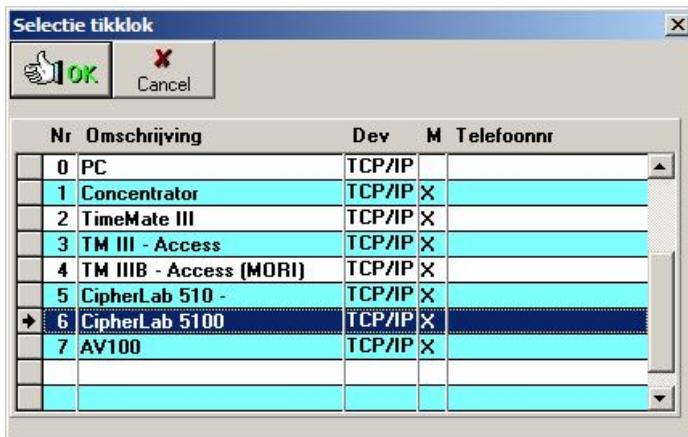 Selectie tikklok
OK
Cancel
Nr Omschrijving Dev M Telefoonnr
0 PC TCP/IP
1 Concentrator TCP/IP X
2 TimeMate III TCP/IP X
3 TM III - Access TCP/IP X
4 TM IIIB - Access (MORI) TCP/IP X
5 CipherLab 510 - TCP/IP X
6 CipherLab 5100 TCP/IP X
7 AV100 TCP/IP X